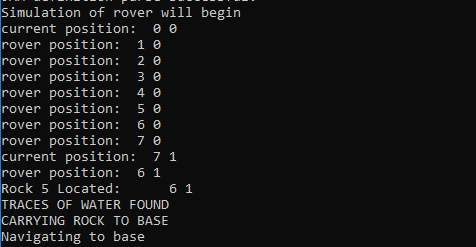 Simulation of rover will begin
current position:  0 0
rover position:  1 0
rover position:  2 0
rover position:  3 0
rover position:  4 0
rover position:  5 0
rover position:  6 0
rover position:  7 0
current position:  7 1
rover position:  6 1
Rock 5 Located:      6 1
TRACES OF WATER FOUND
CARRYING ROCK TO BASE
Navigating to base